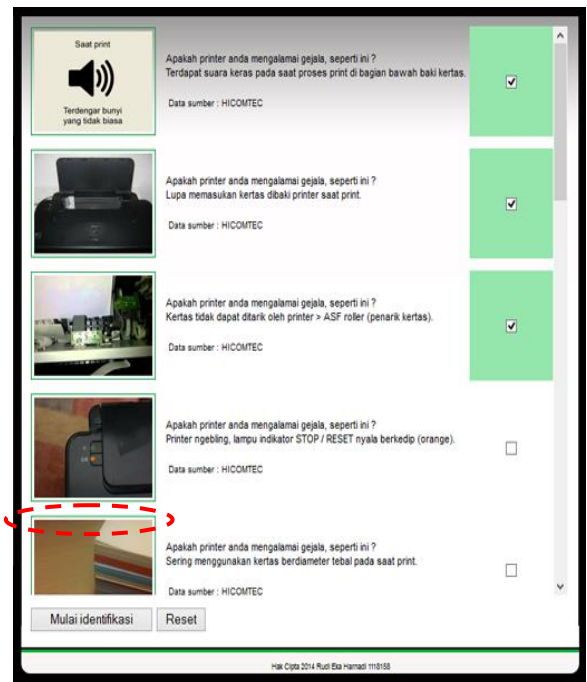 Saat print
Terdengar bunyi
yang tidak biasa
Apakah printer anda mengalamai gejala, seperti ini ?
Terdapat suara keras pada saat proses print di bagian bawah baki kertas.
Data sumber : HICOMTEC
Apakah printer anda mengalamai gejala, seperti ini ?
Lupa memasukan kertas dibaki printer saat print.
Data sumber : HICOMTEC
Apakah printer anda mengalamai gejala, seperti ini ?
Kertas tidak dapat ditarik oleh printer > ASF roller (penarik kertas).
Data sumber : HICOMTEC
Apakah printer anda mengalamai gejala, seperti ini ?
Printer ngebling, lampu indikator STOP / RESET nyala berkedip (orange).
Data sumber : HICOMTEC
Apakah printer anda mengalamai gejala, seperti ini ?
Sering menggunakan kertas berdiameter tebal pada saat print.
Data sumber : HICOMTEC
Mulai identifikasi
Reset
Hak Cipta 2014 Rudi Eka Hamadi 1118158